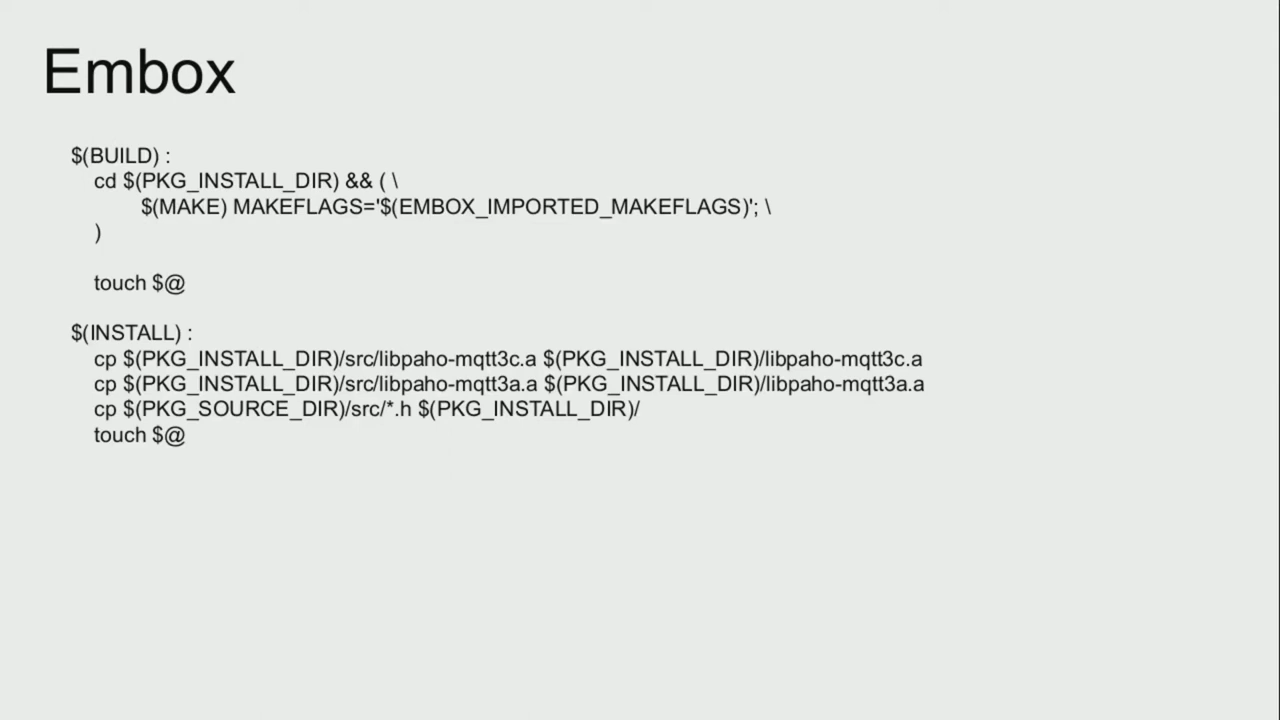 Embox
$(BUILD) :
cd $(PKG_INSTALL_DIR) && ( \
$(MAKE) MAKEFLAGS='$(EMBOX_IMPORTED_MAKEFLAGS)'; \
)
touch $@
$(INSTALL) :
cp $(PKG_INSTALL_DIR)/src/libpaho-mqtt3c.a $(PKG_INSTALL_DIR)/libpaho-mqtt3c.a
cp $(PKG_INSTALL_DIR)/src/libpaho-mqtt3a.a $(PKG_INSTALL_DIR)/libpaho-mqtt3a.a
cp $(PKG_SOURCE_DIR)/src/*.h $(PKG_INSTALL_DIR)/
touch $@